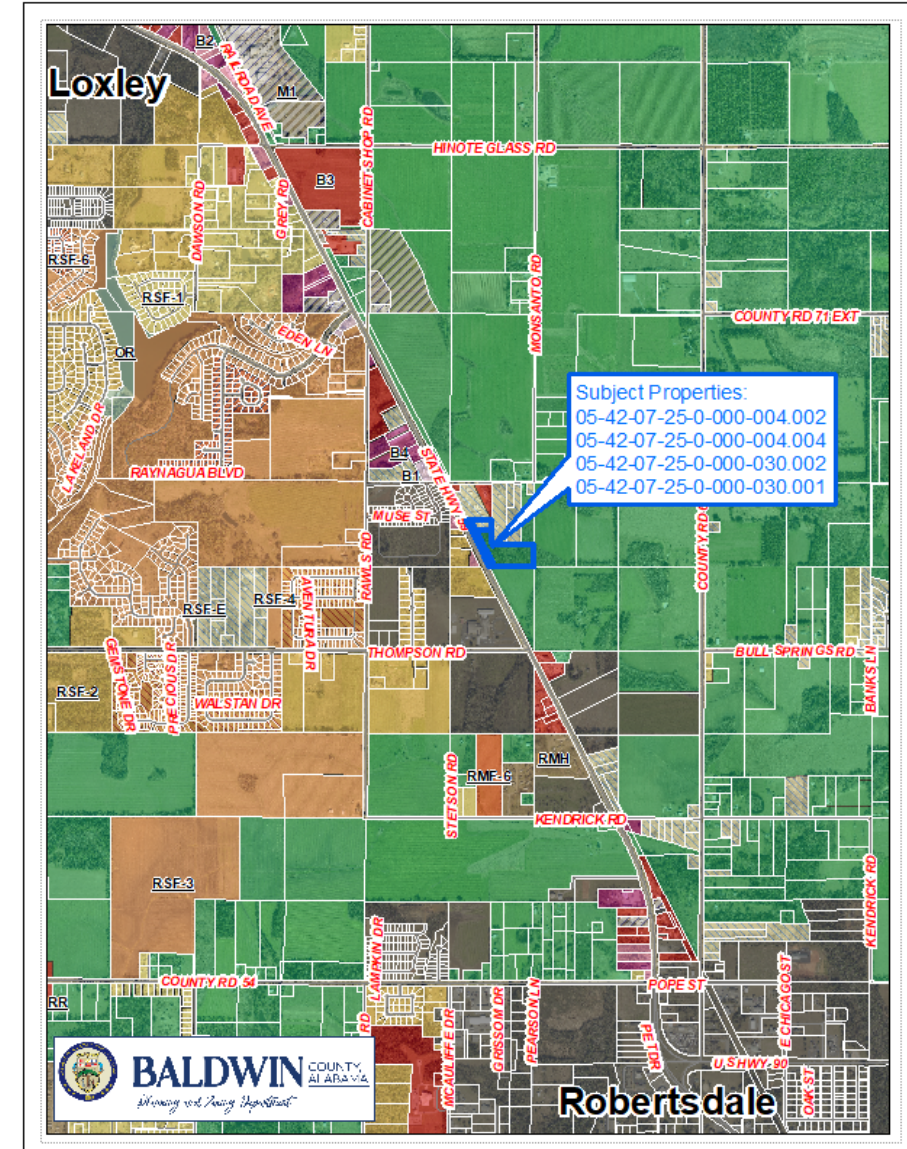 B2
RAILROAD AVE
Loxley
M1
CABINET SHOP RD
HINOTE GLASS RD
B3
DAWSON RD
GREY RD
RSF-6
RSF-1
MONSANTO RD
COUNTY RD 71 EXT
EDEN LN
OR
Subject Properties:
05-42-07-25-0-000-004.002
05-42-07-25-0-000-004.004
05-42-07-25-0-000-030.002
05-42-07-25-0-000-030.001
LAKELAND DR
B4
STATE HWY
B1
RAYNAGUA BLVD
MUSE ST
RAWLS RD
COUNTY RD
RSF-E
RSF-4
AVENTURA DR
GEMSTONE DR
PRECIOUS DR
THOMPSON RD
BULL SPRINGS RD
BANKS LN
RSF-2
WALSTAN DR
RMH
RMF-6
STETSON RD
KENDRICK RD
RSF-3
KENDRICK RD
LAMPKIN DR
COUNTY RD 54
POPE ST
E CHICAGO ST
RR
RD
MCAULIFFE DR
GRISSOM DR
PEARSON LN
PET DR
US HWY 90
OAK ST
BALDWIN COUNTY, ALABAMA
Planning and Zoning Department
Robertsdale